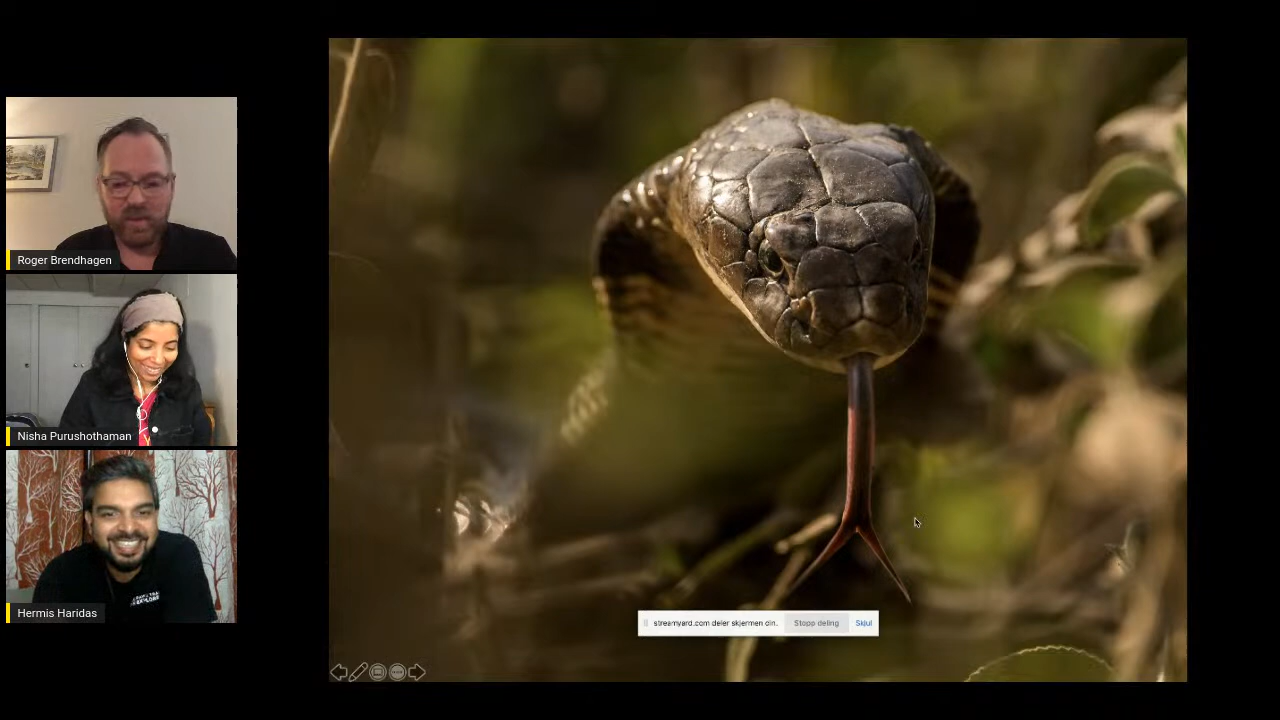 Roger Brendhagen
Nisha Purushothaman
Hermis Haridas
streamyard.com deler skjermen din. Stopp deling Skjul